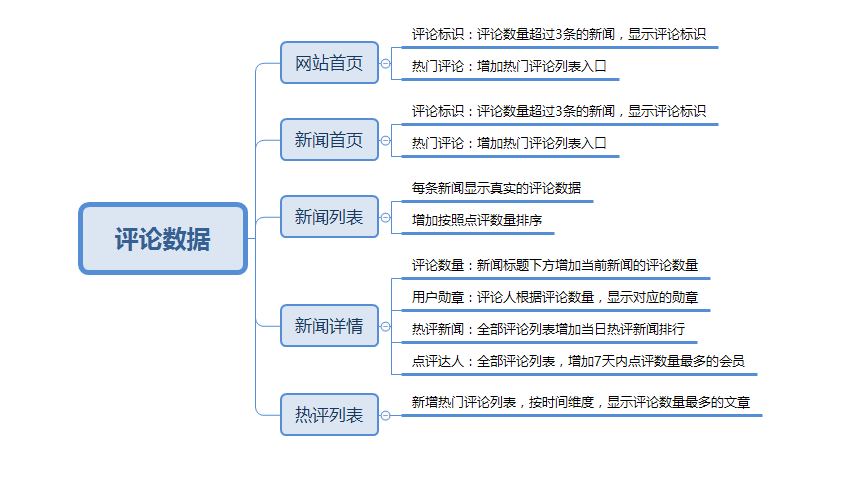 评论数据
网站首页
评论标识：评论数量超过3条的新闻，显示评论标识
热门评论：增加热门评论列表入口
新闻首页
评论标识：评论数量超过3条的新闻，显示评论标识
热门评论：增加热门评论列表入口
新闻列表
每条新闻显示真实的评论数据
增加按照点评数量排序
新闻详情
评论数量：新闻标题下方增加当前新闻的评论数量
用户勋章：评论人根据评论数量，显示对应的勋章
热评新闻：全部评论列表增加当日热评新闻排行
点评达人：全部评论列表，增加7天内点评数量最多的会员
热评列表
新增热门评论列表，按时间维度，显示评论数量最多的文章